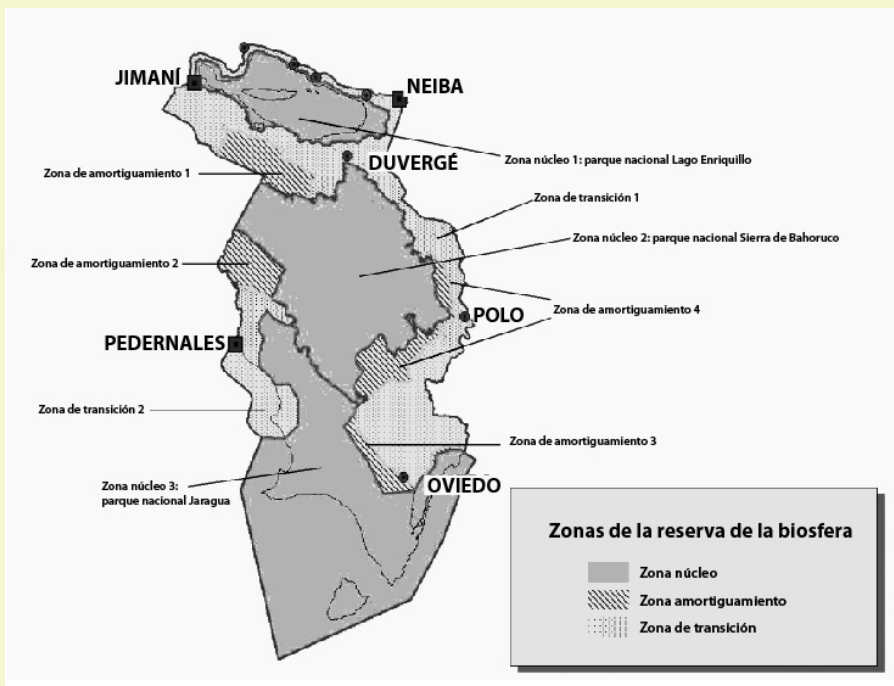 JIMANÍ
NEIBA
DUVERGÉ
Zona núcleo 1: parque nacional Lago Enriquillo
Zona de amortiguamiento 1
Zona de transición 1
Zona núcleo 2: parque nacional Sierra de Bahoruco
Zona de amortiguamiento 2
Zona de amortiguamiento 4
POLO
PEDERNALES
Zona de transición 2
Zona de amortiguamiento 3
Zona núcleo 3:
parque nacional Jaragua
OVIEDO
Zonas de la reserva de la biosfera
Zona núcleo
Zona amortiguamiento
Zona de transición